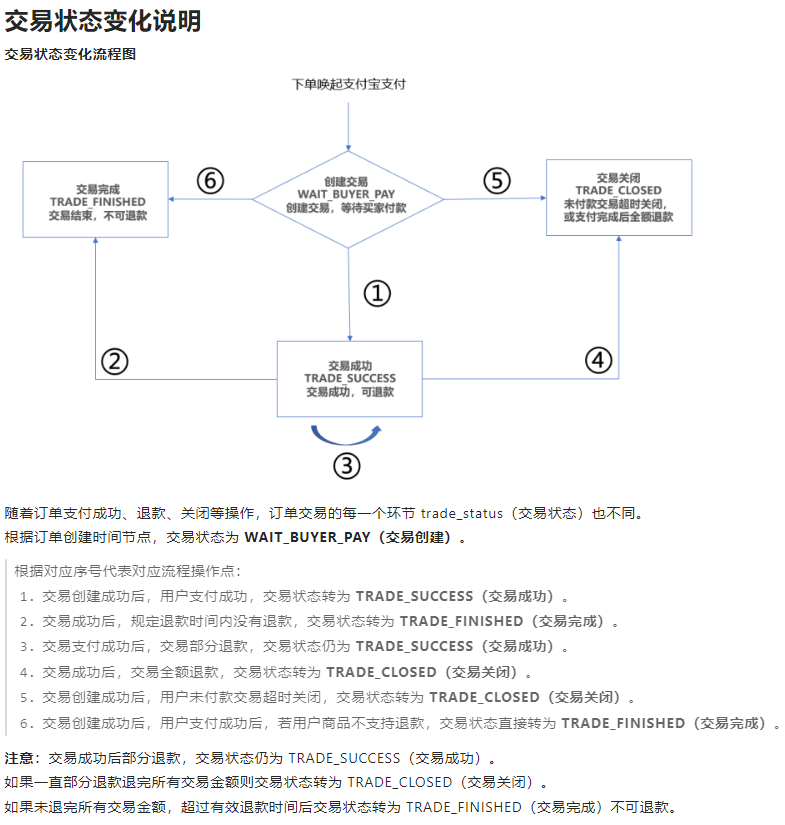 交易状态变化说明
交易状态变化流程图
下单唤起支付宝支付
⑥
⑤
交易完成
TRADE_FINISHED
交易结束，不可退款
创建交易
WAIT_BUYER_PAY
创建交易，等待买家付款
交易关闭
TRADE_CLOSED
未付款交易超时关闭，
或支付完成后全额退款
①
②
④
交易成功
TRADE_SUCCESS
交易成功，可退款
③
随着订单支付成功、退款、关闭等操作，订单交易的每一个环节 trade_status（交易状态）也不同。
根据订单创建时间节点，交易状态为 WAIT_BUYER_PAY（交易创建）。
根据对应序号代表对应流程操作点：
1. 交易创建成功后，用户支付成功，交易状态转为 TRADE_SUCCESS（交易成功）。
2. 交易成功后，规定退款时间内没有退款，交易状态转为 TRADE_FINISHED（交易完成）。
3. 交易支付成功后，交易部分退款，交易状态仍为 TRADE_SUCCESS（交易成功）。
4. 交易成功后，交易全额退款，交易状态转为 TRADE_CLOSED（交易关闭）。
5. 交易创建成功后，用户未付款交易超时关闭，交易状态转为 TRADE_CLOSED（交易关闭）。
6. 交易创建成功后，用户支付成功后，若用户商品不支持退款，交易状态直接转为 TRADE_FINISHED（交易完成）。
注意：交易成功后部分退款，交易状态仍为 TRADE_SUCCESS（交易成功）。
如果一直部分退款退完所有交易金额则交易状态转为 TRADE_CLOSED（交易关闭）。
如果未退完所有交易金额，超过有效退款时间后交易状态转为 TRADE_FINISHED（交易完成）不可退款。